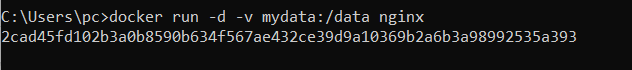 C:\Users\pc>docker run -d -v mydata:/data nginx
2cad45fd102b3a0b8590b634f567ae432ce39d9a10369b2a6b3a98992535a393